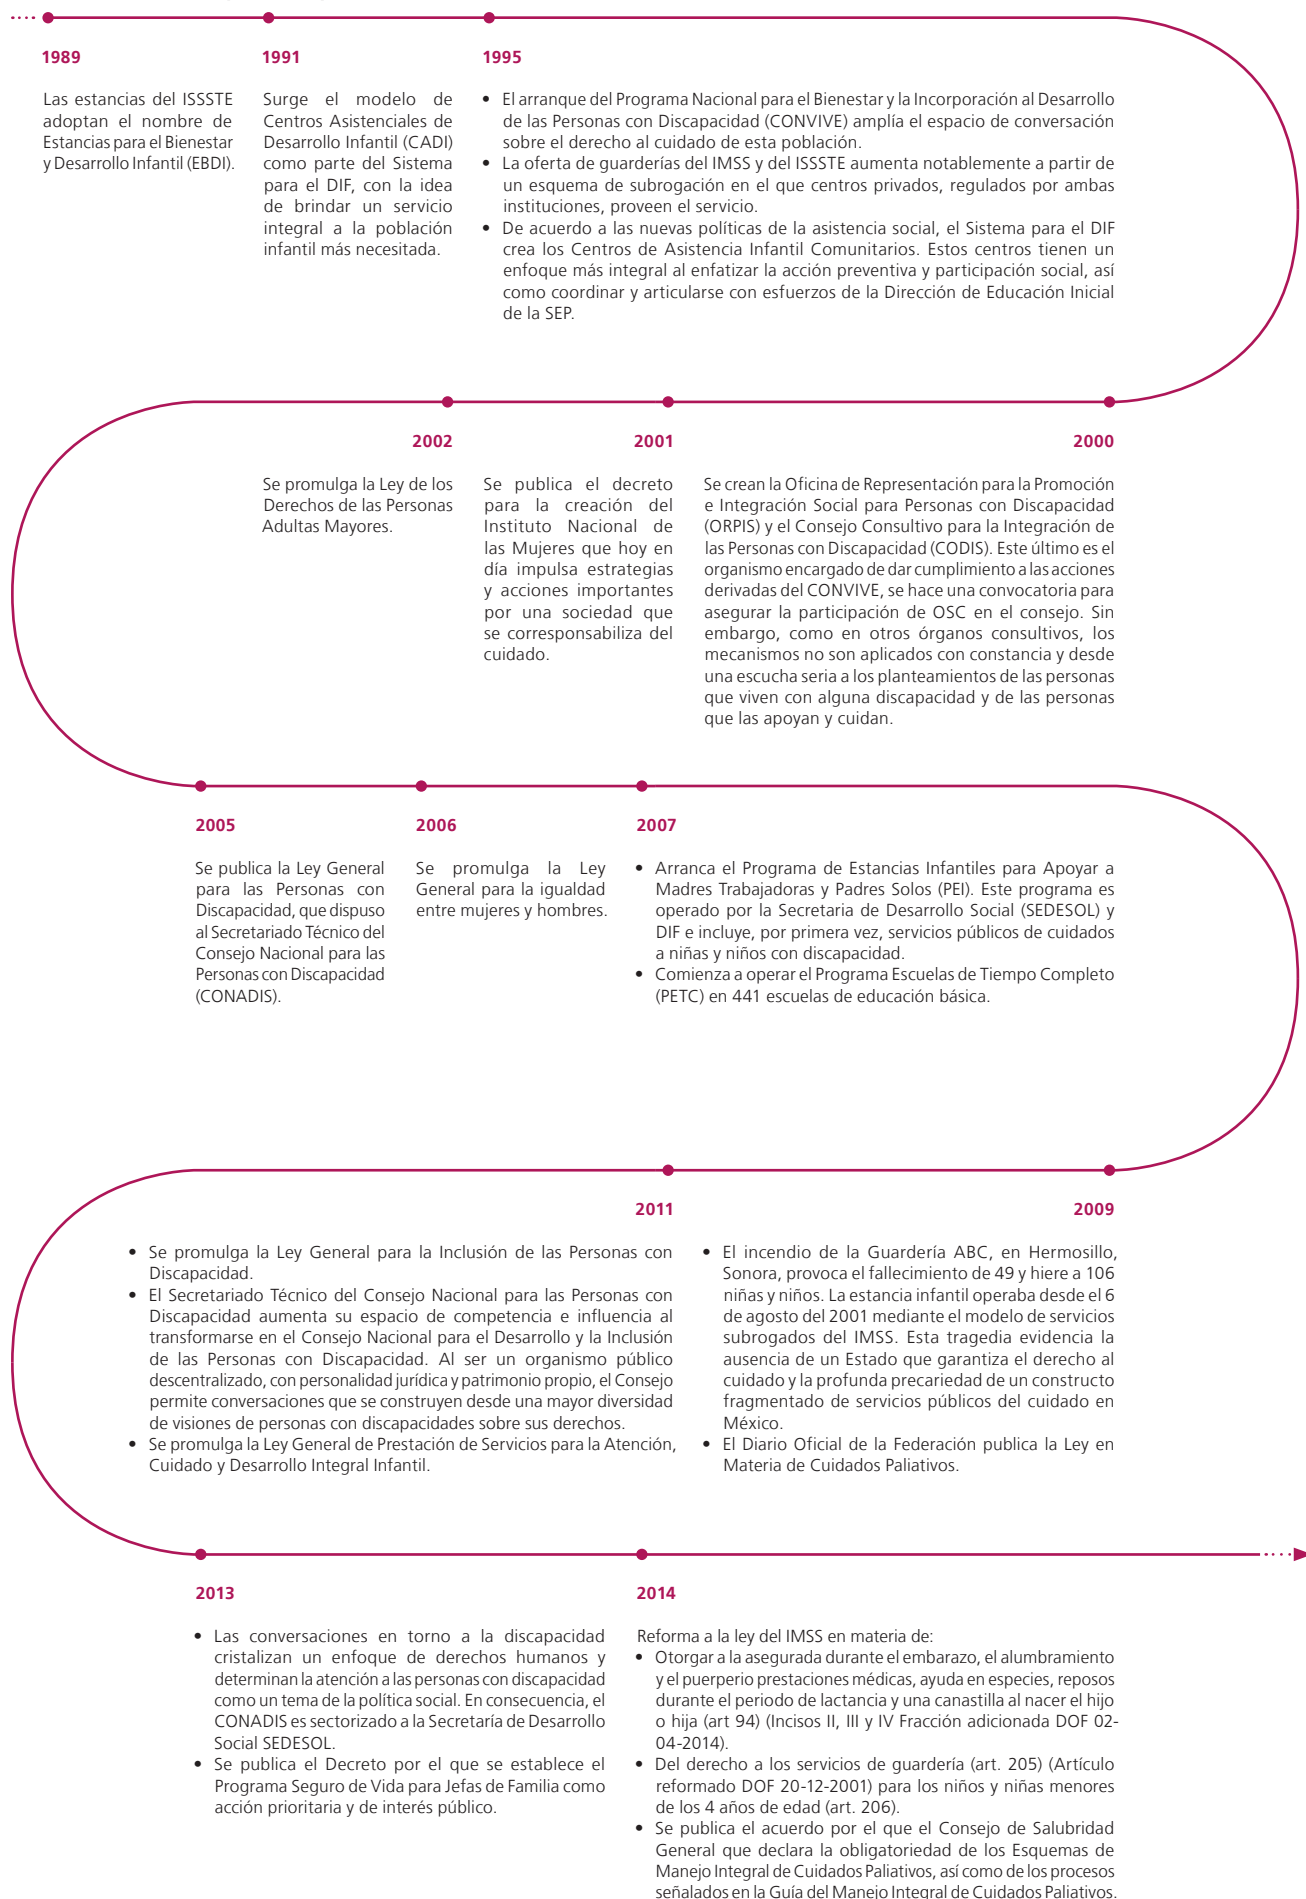 1989
Las estancias del ISSSTE
adoptan el nombre de
Estancias para el Bienestar
y Desarrollo Infantil (EBDI).
1991
Surge el modelo de
Centros Asistenciales de
Desarrollo Infantil (CADI)
como parte del Sistema
para el DIF, con la idea
de brindar un servicio
integral a la población
infantil más necesitada.
1995
• El arranque del Programa Nacional para el Bienestar y la Incorporación al Desarrollo
de las Personas con Discapacidad (CONVIVE) amplía el espacio de conversación
sobre el derecho al cuidado de esta población.
• La oferta de guarderías del IMSS y del ISSSTE aumenta notablemente a partir de
un esquema de subrogación en el que centros privados, regulados por ambas
instituciones, proveen el servicio.
• De acuerdo a las nuevas políticas de la asistencia social, el Sistema para el DIF
crea los Centros de Asistencia Infantil Comunitarios. Estos centros tienen un
enfoque más integral al enfatizar la acción preventiva y participación social, así
como coordinar y articularse con esfuerzos de la Dirección de Educación Inicial
de la SEP.
2000
Se crean la Oficina de Representación para la Promoción
e Integración Social para Personas con Discapacidad
(ORPIS) y el Consejo Consultivo para la Integración de
las Personas con Discapacidad (CODIS). Este último es el
organismo encargado de dar cumplimiento a las acciones
derivadas del CONVIVE, se hace una convocatoria para
asegurar la participación de OSC en el consejo. Sin
embargo, como en otros órganos consultivos, los
mecanismos no son aplicados con constancia y desde
una escucha seria a los planteamientos de las personas
que viven con alguna discapacidad y de las personas
que las apoyan y cuidan.
2001
Se publica el decreto
para la creación del
Instituto Nacional de
las Mujeres que hoy en
día impulsa estrategias
y acciones importantes
por una sociedad que
se corresponsabiliza del
cuidado.
2002
Se promulga la Ley de los
Derechos de las Personas
Adultas Mayores.
2005
Se publica la Ley General
para las Personas con
Discapacidad, que dispuso
al Secretariado Técnico del
Consejo Nacional para las
Personas con Discapacidad
(CONADIS).
2006
Se promulga la Ley
General para la igualdad
entre mujeres y hombres.
2007
• Arranca el Programa de Estancias Infantiles para Apoyar a
Madres Trabajadoras y Padres Solos (PEI). Este programa es
operado por la Secretaria de Desarrollo Social (SEDESOL) y
DIF e incluye, por primera vez, servicios públicos de cuidados
a niñas y niños con discapacidad.
• Comienza a operar el Programa Escuelas de Tiempo Completo
(PETC) en 441 escuelas de educación básica.
2009
• El incendio de la Guardería ABC, en Hermosillo,
Sonora, provoca el fallecimiento de 49 y hiere a 106
niñas y niños. La estancia infantil operaba desde el 6
de agosto del 2001 mediante el modelo de servicios
subrogados del IMSS. Esta tragedia evidencia la
ausencia de un Estado que garantiza el derecho al
cuidado y la profunda precariedad de un constructo
fragmentado de servicios públicos del cuidado en
México.
• El Diario Oficial de la Federación publica la Ley en
Materia de Cuidados Paliativos.
2011
• Se promulga la Ley General para la Inclusión de las Personas con
Discapacidad.
• El Secretariado Técnico del Consejo Nacional para las Personas con
Discapacidad aumenta su espacio de competencia e influencia al
transformarse en el Consejo Nacional para el Desarrollo y la Inclusión
de las Personas con Discapacidad. Al ser un organismo público
descentralizado, con personalidad jurídica y patrimonio propio, el Consejo
permite conversaciones que se construyen desde una mayor diversidad
de visiones de personas con discapacidades sobre sus derechos.
• Se promulga la Ley General de Prestación de Servicios para la Atención,
Cuidado y Desarrollo Integral Infantil.
2013
• Las conversaciones en torno a la discapacidad
cristalizan un enfoque de derechos humanos y
determinan la atención a las personas con discapacidad
como un tema de la política social. En consecuencia, el
CONADIS es sectorizado a la Secretaría de Desarrollo
Social SEDESOL.
• Se publica el Decreto por el que se establece el
Programa Seguro de Vida para Jefas de Familia como
acción prioritaria y de interés público.
2014
Reforma a la ley del IMSS en materia de:
• Otorgar a la asegurada durante el embarazo, el alumbramiento
y el puerperio prestaciones médicas, ayuda en especies, reposos
durante el periodo de lactancia y una canastilla al nacer el hijo
o hija (art 94) (Incisos II, III y IV Fracción adicionada DOF 02-
04-2014).
• Del derecho a los servicios de guardería (art. 205) (Artículo
reformado DOF 20-12-2001) para los niños y niñas menores
de los 4 años de edad (art. 206).
• Se publica el acuerdo por el que el Consejo de Salubridad
General que declara la obligatoriedad de los Esquemas de
Manejo Integral de Cuidados Paliativos, así como de los procesos
señalados en la Guía del Manejo Integral de Cuidados Paliativos.